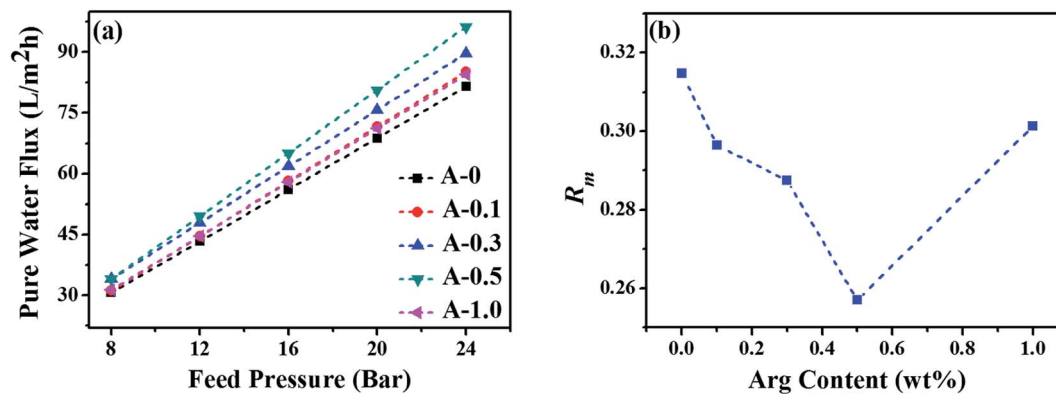 (a)
Pure Water Flux (L/m²h)
90
75
60
45
30
8 12 16 20 24
Feed Pressure (Bar)
A-0
A-0.1
A-0.3
A-0.5
A-1.0
(b)
Rm
0.32
0.30
0.28
0.26
0.0 0.2 0.4 0.6 0.8 1.0
Arg Content (wt%)